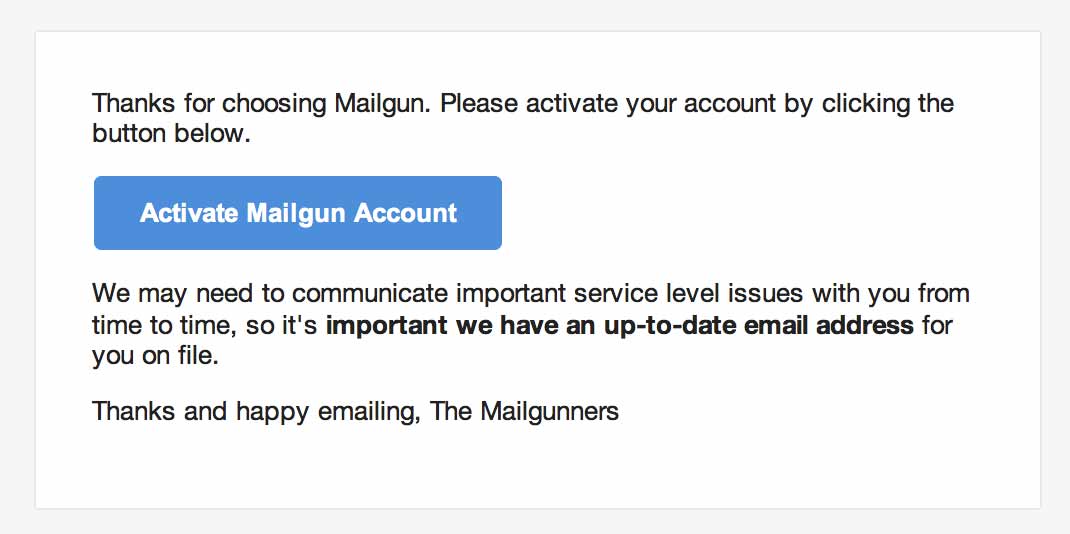 Thanks for choosing Mailgun. Please activate your account by clicking the
button below.
Activate Mailgun Account
We may need to communicate important service level issues with you from
time to time, so it's important we have an up-to-date email address for
you on file.
Thanks and happy emailing, The Mailgunners